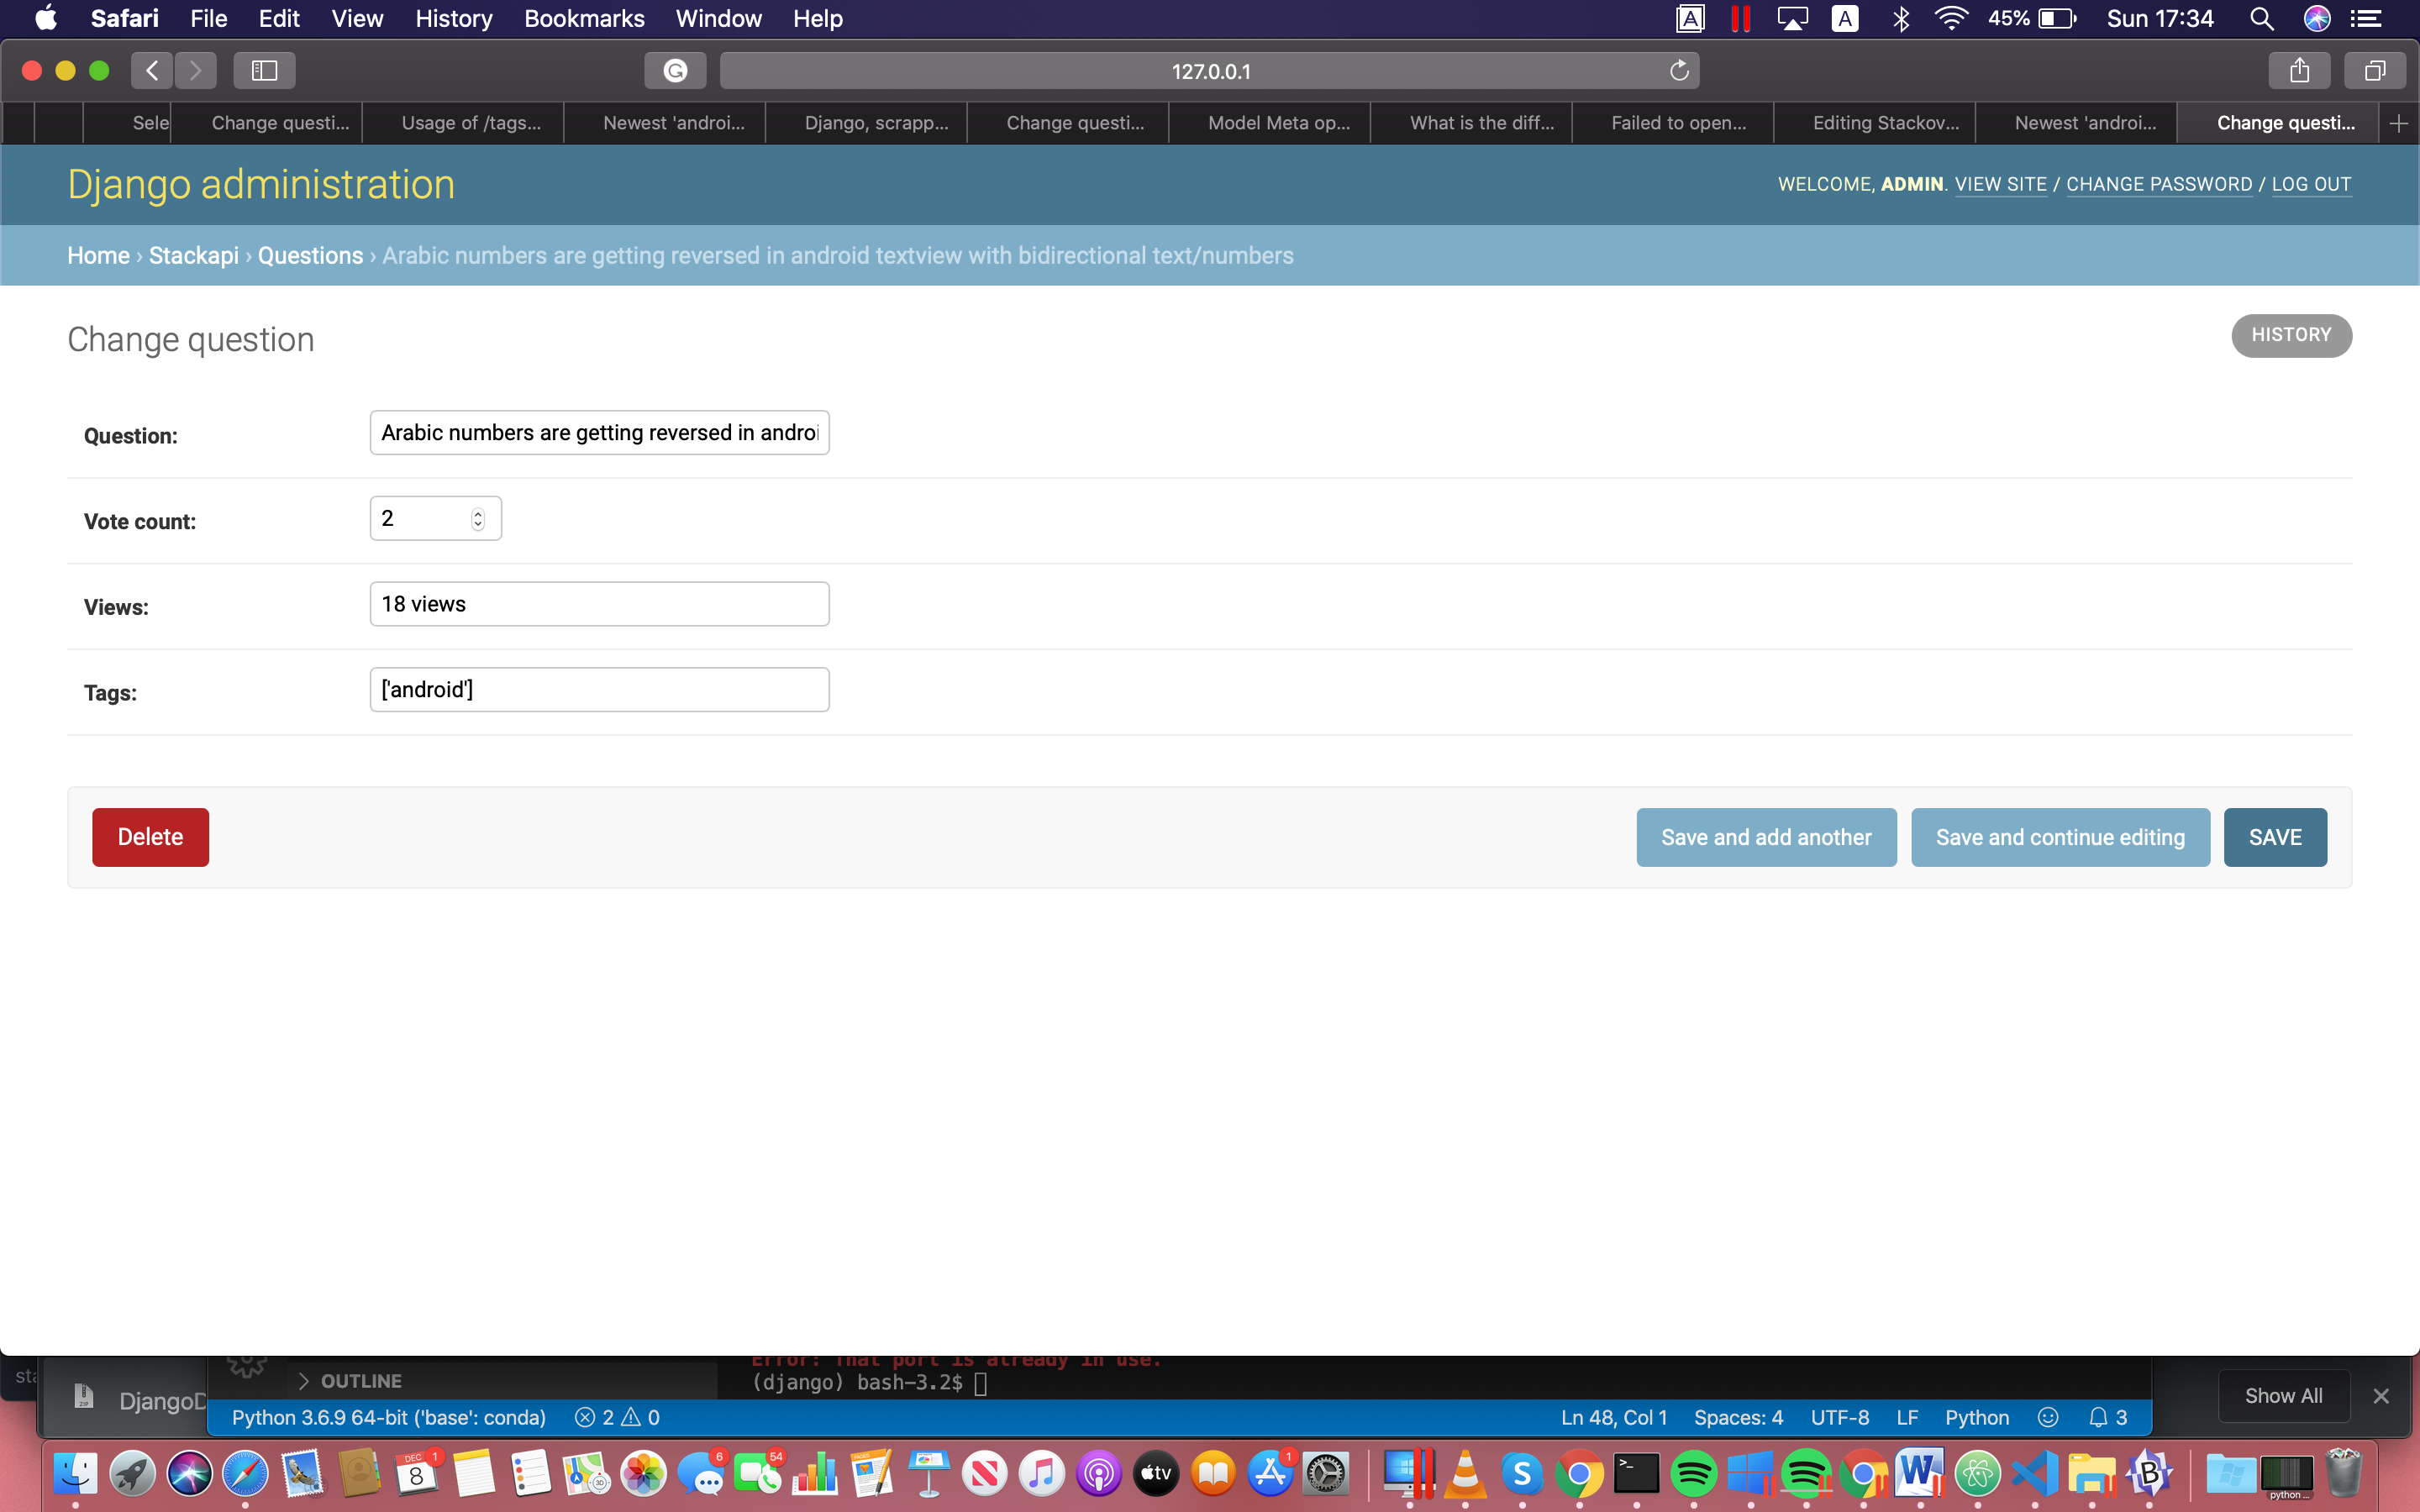 Safari File Edit View History Bookmarks Window Help A A 45% Sun 17:34
127.0.0.1
Sele Change questi... Usage of /tags... Newest 'androi... Django, scrapp... Change questi... Model Meta op... What is the diff... Failed to open... Editing Stackov... Newest 'androi... Change questi...
Django administration
WELCOME, ADMIN. VIEW SITE / CHANGE PASSWORD / LOG OUT
Home › Stackapi › Questions › Arabic numbers are getting reversed in android textview with bidirectional text/numbers
Change question
HISTORY
Question: Arabic numbers are getting reversed in androi
Vote count: 2
Views: 18 views
Tags: ['android']
Delete Save and add another Save and continue editing SAVE
Error: That port is already in use.
OUTLINE
(django) bash-3.2$
DjangoD
Show All
Python 3.6.9 64-bit ('base': conda) 2 0 Ln 48, Col 1 Spaces: 4 UTF-8 LF Python 3
DEC 8 1 6 54 tv 1
python ...